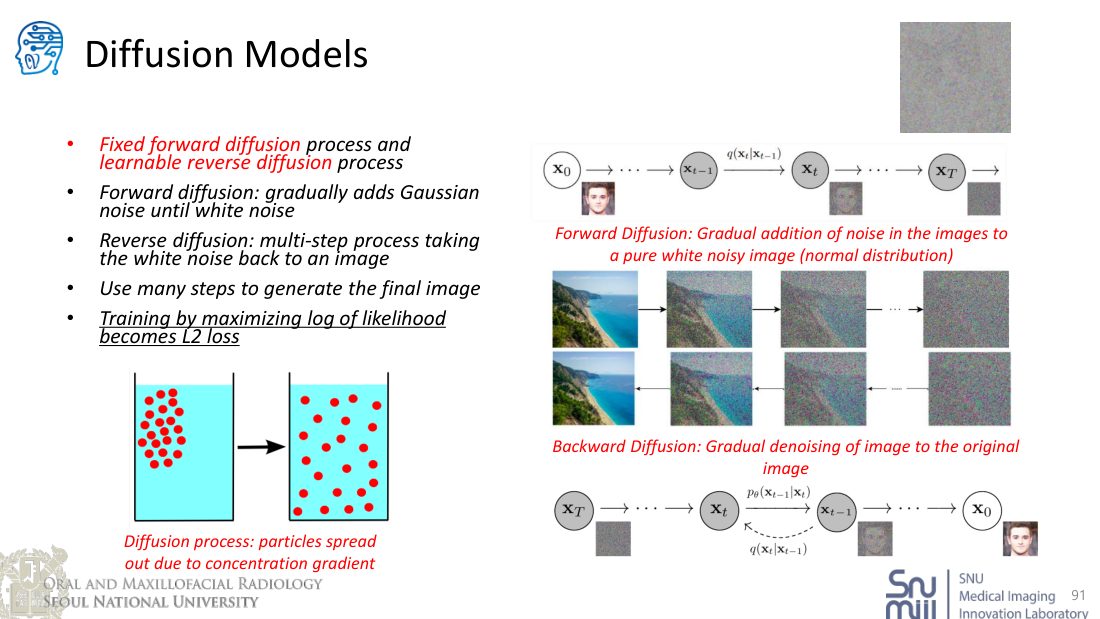 Diffusion Models
• Fixed forward diffusion process and
learnable reverse diffusion process
• Forward diffusion: gradually adds Gaussian
noise until white noise
• Reverse diffusion: multi-step process taking
the white noise back to an image
• Use many steps to generate the final image
• Training by maximizing log of likelihood
becomes L2 loss
Diffusion process: particles spread
out due to concentration gradient
x₀ ⋯ xₜ₋₁ q(xₜ|xₜ₋₁) xₜ ⋯ x_T
Forward Diffusion: Gradual addition of noise in the images to
a pure white noisy image (normal distribution)
...
....
Backward Diffusion: Gradual denoising of image to the original
image
x_T ⋯ xₜ p_θ(xₜ₋₁|xₜ) xₜ₋₁ ⋯ x₀
q(xₜ|xₜ₋₁)
ORAL AND MAXILLOFACIAL RADIOLOGY
SEOUL NATIONAL UNIVERSITY
SNU
mill
SNU
Medical Imaging
Innovation Laboratory
91